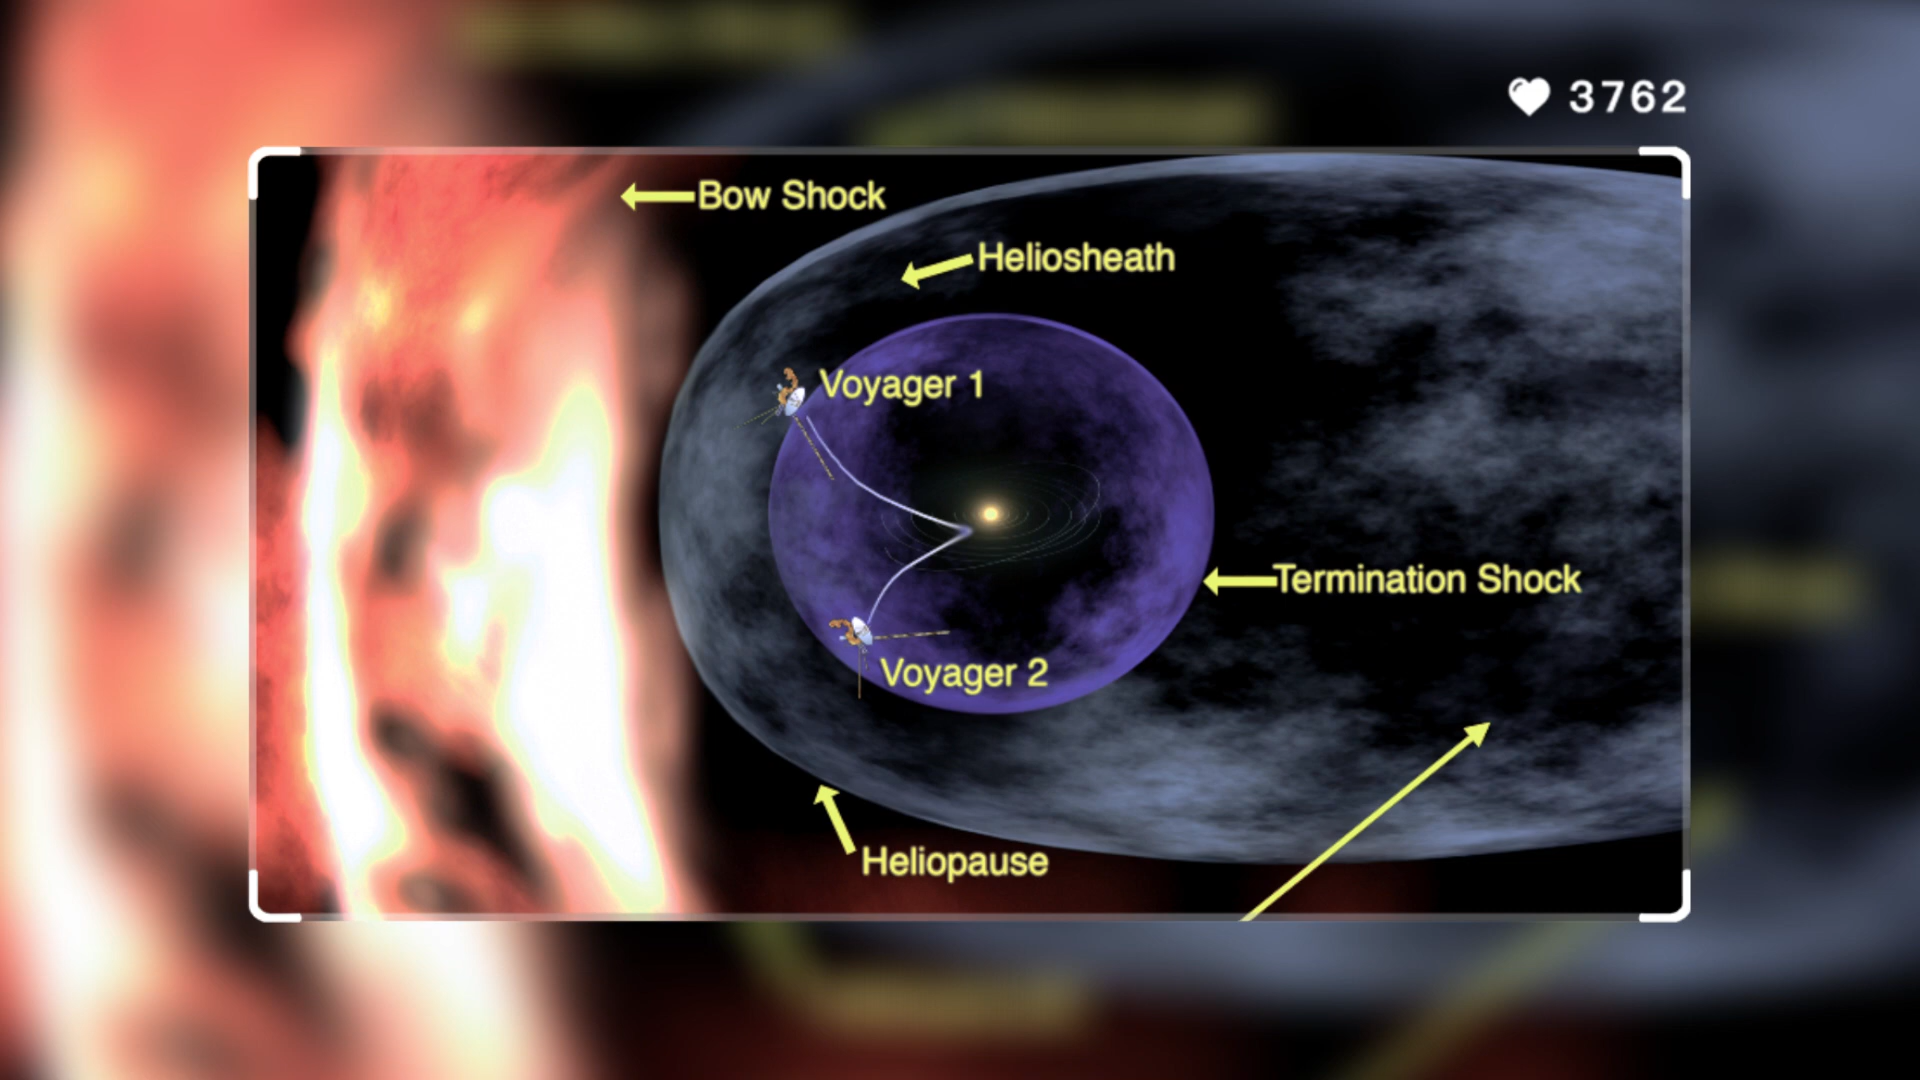 3762
Bow Shock
Heliosheath
Voyager 1
Termination Shock
Voyager 2
Heliopause